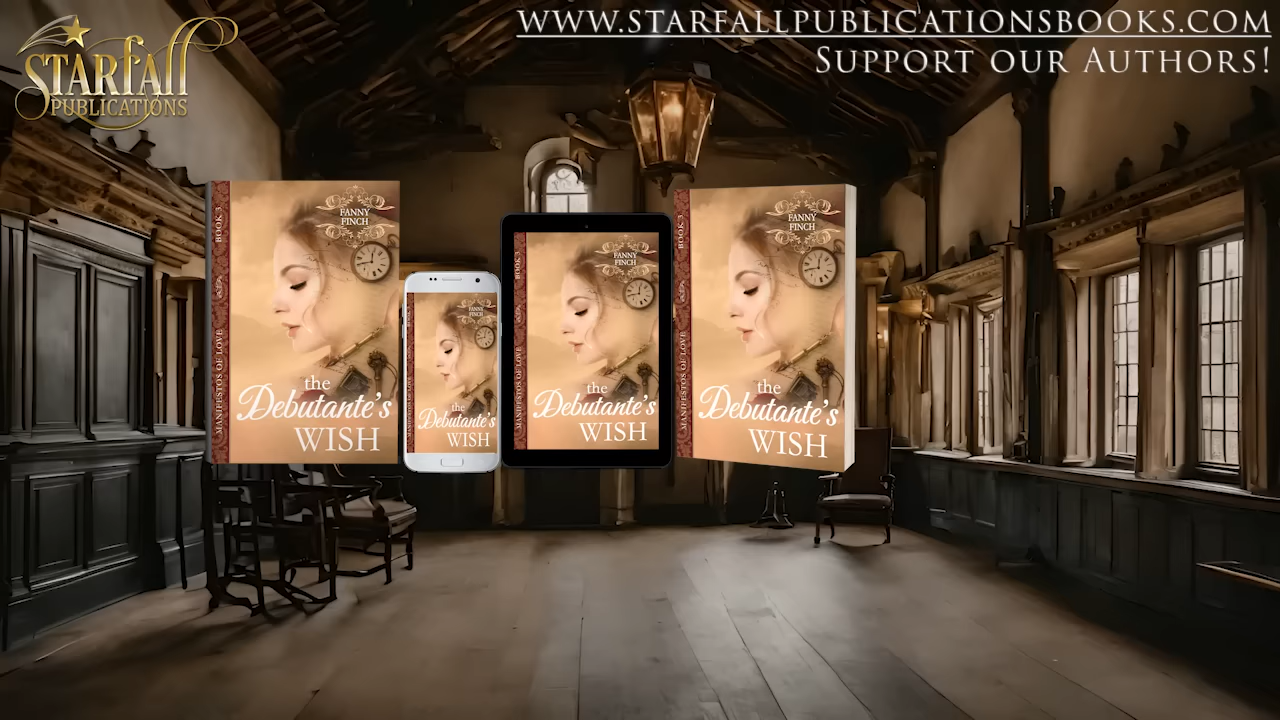 STARfall
PUBLICATIONS
WWW.STARFALLPUBLICATIONSBOOKS.COM
SUPPORT OUR AUTHORS!
BOOK 3
MANIFESTOS OF LOVE
FANNY
FINCH
the
Debutante's
WISH
FANNY
FINCH
the
Debutante's
WISH
BOOK 3
MANIFESTOS OF LOVE
FANNY
FINCH
the
Debutante's
WISH
BOOK 3
MANIFESTOS OF LOVE
FANNY
FINCH
the
Debutante's
WISH